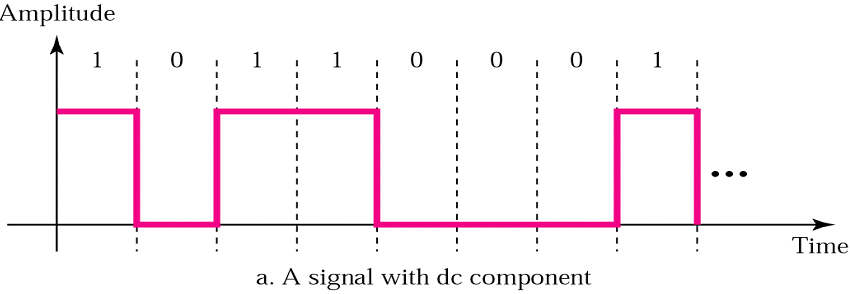 Amplitude
1 0 1 1 0 0 0 1
...
Time
a. A signal with dc component